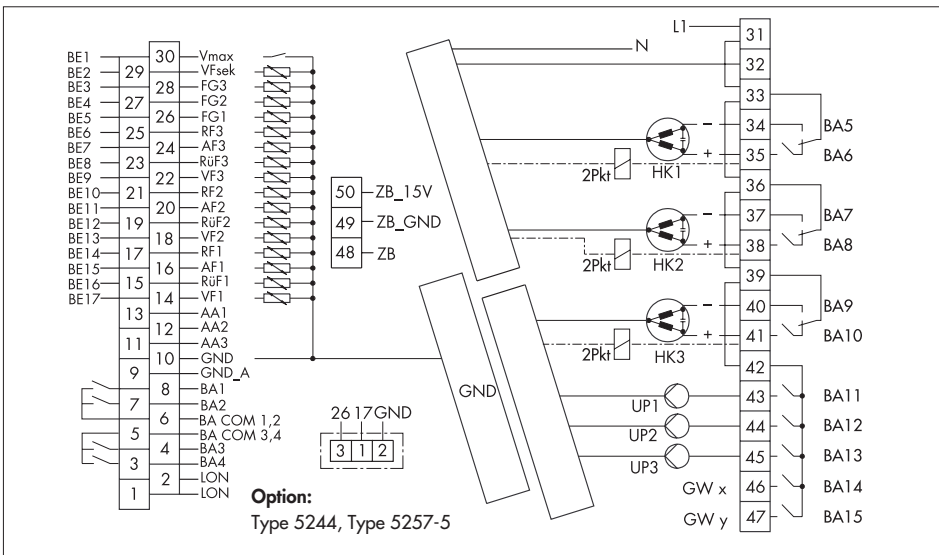 BE1 30 Vmax
BE2 29 VFsek
BE3 28 FG3
BE4 27 FG2
BE5 26 FG1
BE6 25 RF3
BE7 24 AF3
BE8 23 RüF3
BE9 22 VF3
BE10 21 RF2
BE11 20 AF2
BE12 19 RüF2
BE13 18 VF2
BE14 17 RF1
BE15 16 AF1
BE16 15 RüF1
BE17 14 VF1
13 AA1
12 AA2
11 AA3
10 GND
9 GND_A
8 BA1
7 BA2
6 BA COM 1,2
5 BA COM 3,4
4 BA3
3 BA4
2 LON
1 LON
50 ZB_15V
49 ZB_GND
48 ZB
26 17 GND
3 1 2
Option:
Type 5244, Type 5257-5
GND
L1 31
N 32
33
34 BA5
− + 35 BA6
2Pkt HK1
36
37 BA7
− + 38 BA8
2Pkt HK2
39
40 BA9
− + 41 BA10
2Pkt HK3
42
UP1 43 BA11
UP2 44 BA12
UP3 45 BA13
GW x 46 BA14
GW y 47 BA15